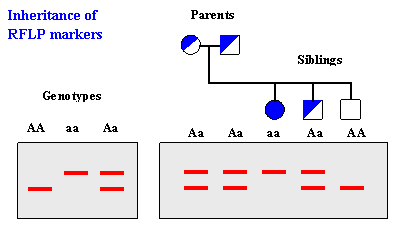 Inheritance of
RFLP markers
Parents
Siblings
Genotypes
AA aa Aa
Aa Aa aa Aa AA